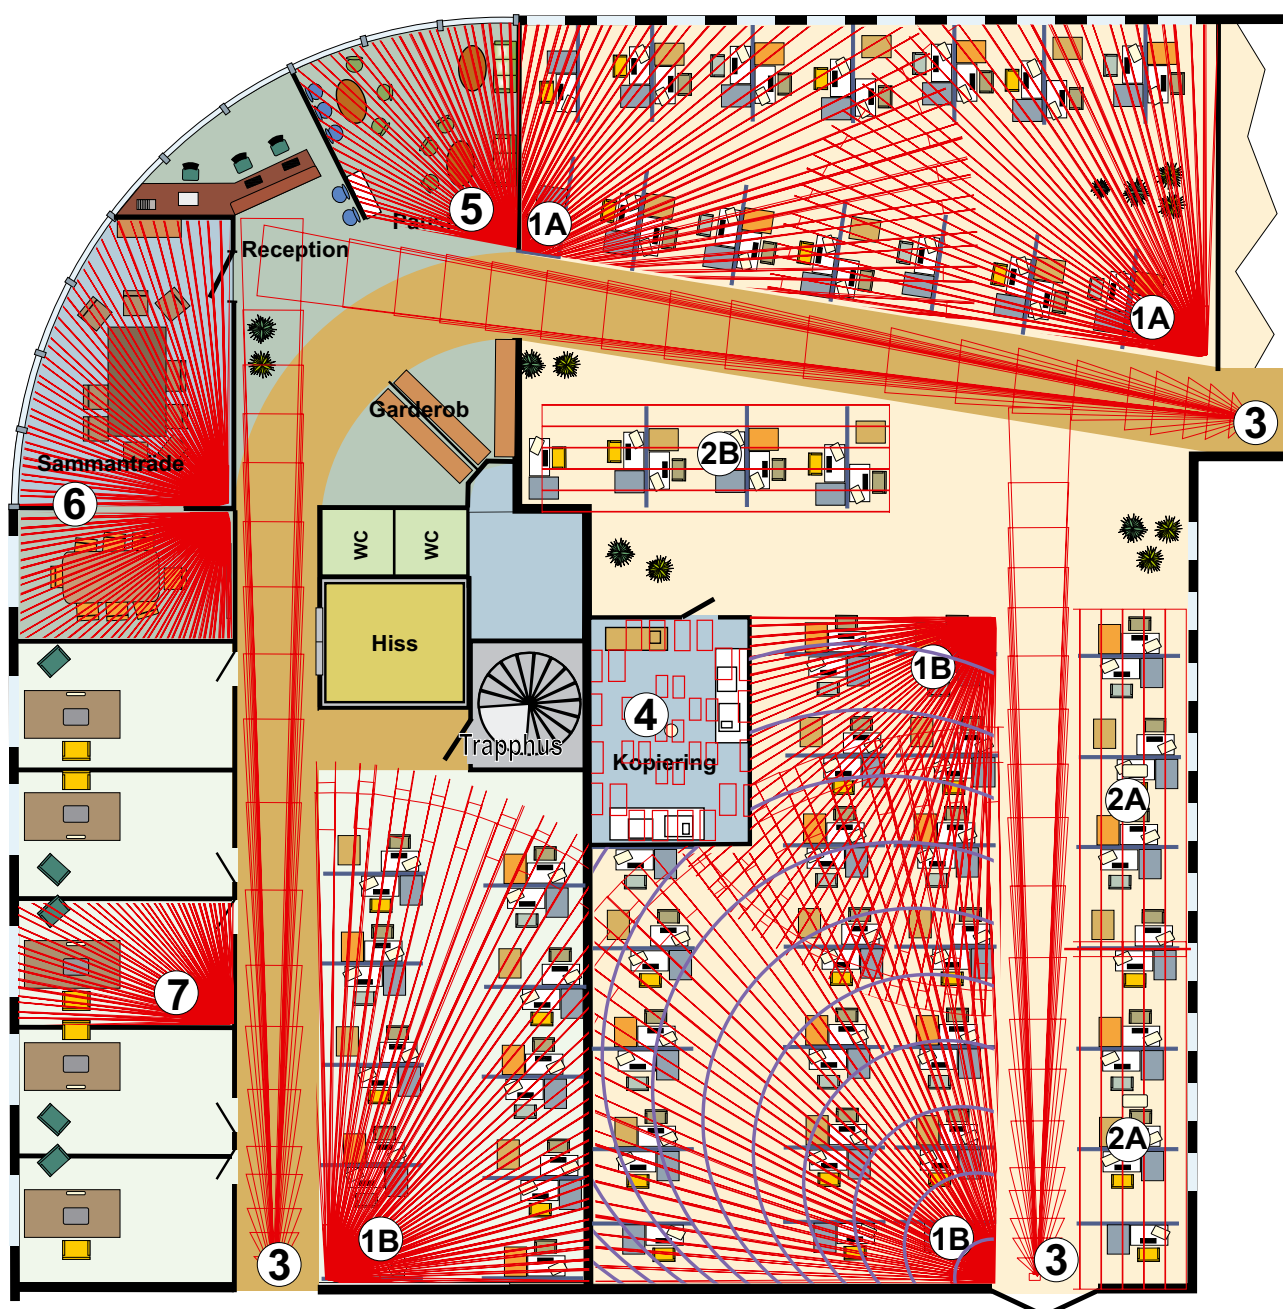 5
1A
Reception
1A
3
Garderob
2B
Sammanträde
6
WC
WC
Hiss
1B
4
Trapphus
Kopiering
2A
7
2A
1B
1B
3
3